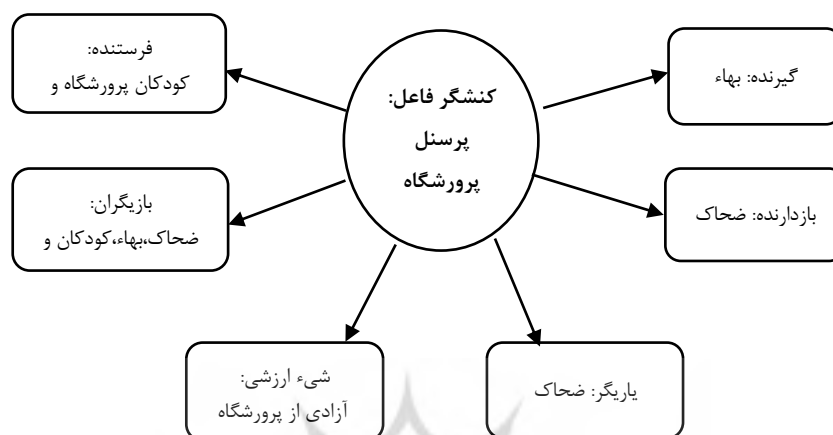 کنشگر فاعل:
پرسنل
پرورشگاه
گیرنده: بهاء
بازدارنده: ضحاک
یاریگر: ضحاک
شیء ارزشی:
آزادی از پرورشگاه
بازیگران:
ضحاک،بهاء،کودکان و
فرستنده:
کودکان پرورشگاه و